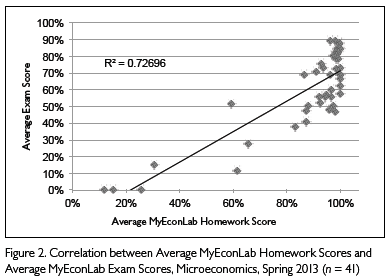 100%
90%
80%
R² = 0.72696
70%
60%
50%
40%
30%
20%
10%
0%
Average Exam Score
0% 20% 40% 60% 80% 100%
Average MyEconLab Homework Score
Figure 2. Correlation between Average MyEconLab Homework Scores and
Average MyEconLab Exam Scores, Microeconomics, Spring 2013 (n = 41)